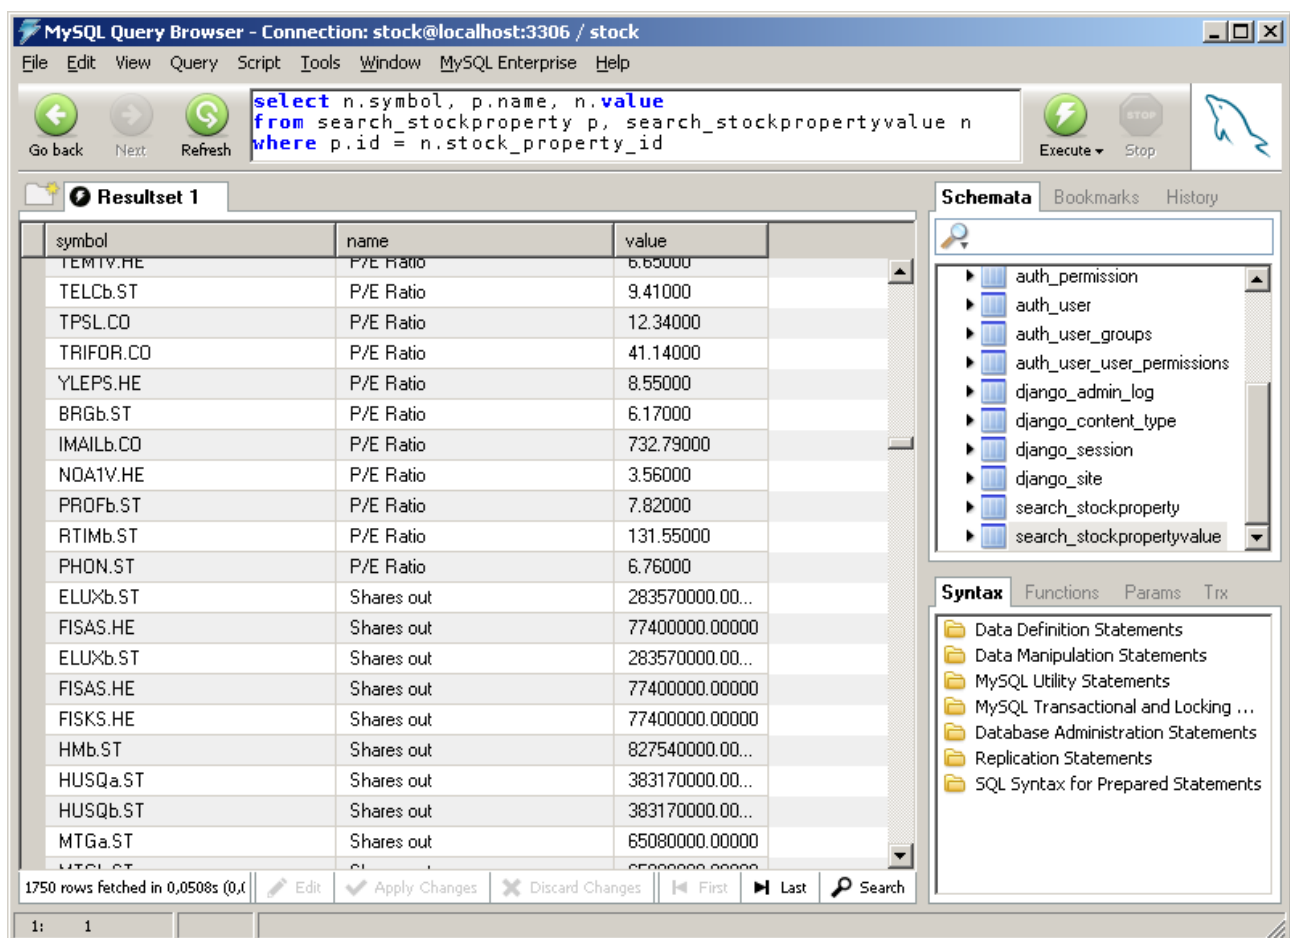 MySQL Query Browser - Connection: stock@localhost:3306 / stock
File Edit View Query Script Tools Window MySQL Enterprise Help
select n.symbol, p.name, n.value
from search_stockproperty p, search_stockpropertyvalue n
where p.id = n.stock_property_id
Go back Next Refresh
Execute STOP Stop
Resultset 1
symbol name value
TEM1V.HE P/E Ratio 6.65000
TELCb.ST P/E Ratio 9.41000
TPSL.CO P/E Ratio 12.34000
TRIFOR.CO P/E Ratio 41.14000
YLEPS.HE P/E Ratio 8.55000
BRGb.ST P/E Ratio 6.17000
IMAILb.CO P/E Ratio 732.79000
NOA1V.HE P/E Ratio 3.56000
PROFb.ST P/E Ratio 7.82000
RTIMb.ST P/E Ratio 131.55000
PHON.ST P/E Ratio 6.76000
ELUXb.ST Shares out 283570000.00...
FISAS.HE Shares out 77400000.00000
ELUXb.ST Shares out 283570000.00...
FISAS.HE Shares out 77400000.00000
FISKS.HE Shares out 77400000.00000
HMb.ST Shares out 827540000.00...
HUSQa.ST Shares out 383170000.00...
HUSQb.ST Shares out 383170000.00...
MTGa.ST Shares out 65080000.00000
1750 rows fetched in 0,0508s (0,( Edit Apply Changes Discard Changes First Last Search
Schemata Bookmarks History
auth_permission
auth_user
auth_user_groups
auth_user_user_permissions
django_admin_log
django_content_type
django_session
django_site
search_stockproperty
search_stockpropertyvalue
Syntax Functions Params Trx
Data Definition Statements
Data Manipulation Statements
MySQL Utility Statements
MySQL Transactional and Locking ...
Database Administration Statements
Replication Statements
SQL Syntax for Prepared Statements
1: 1